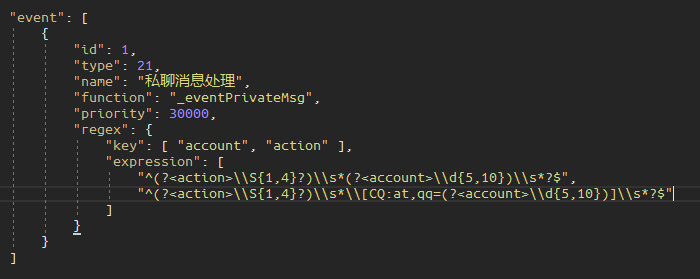 "event": [
{
"id": 1,
"type": 21,
"name": "私聊消息处理",
"function": "_eventPrivateMsg",
"priority": 30000,
"regex": {
"key": [ "account", "action" ],
"expression": [
"^(?<action>\\S{1,4}?)\\s*(?<account>\\d{5,10})\\s*?$",
"^(?<action>\\S{1,4}?)\\s*\\[CQ:at,qq=(?<account>\\d{5,10})]\\s*?$"
]
}
}
]